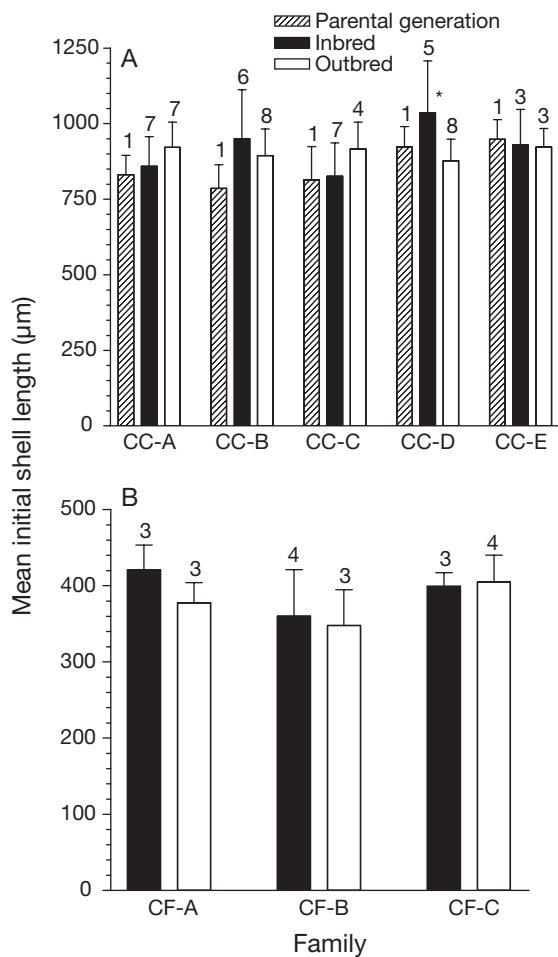 Parental generation
Inbred
Outbred
A
1250
1000
750
500
250
0
1 7 7
1 6 8
1 7 4
1 5 * 8
1 3 3
CC-A CC-B CC-C CC-D CC-E
Mean initial shell length (µm)
B
500
400
300
200
100
0
3 3
4 3
3 4
CF-A CF-B CF-C
Family